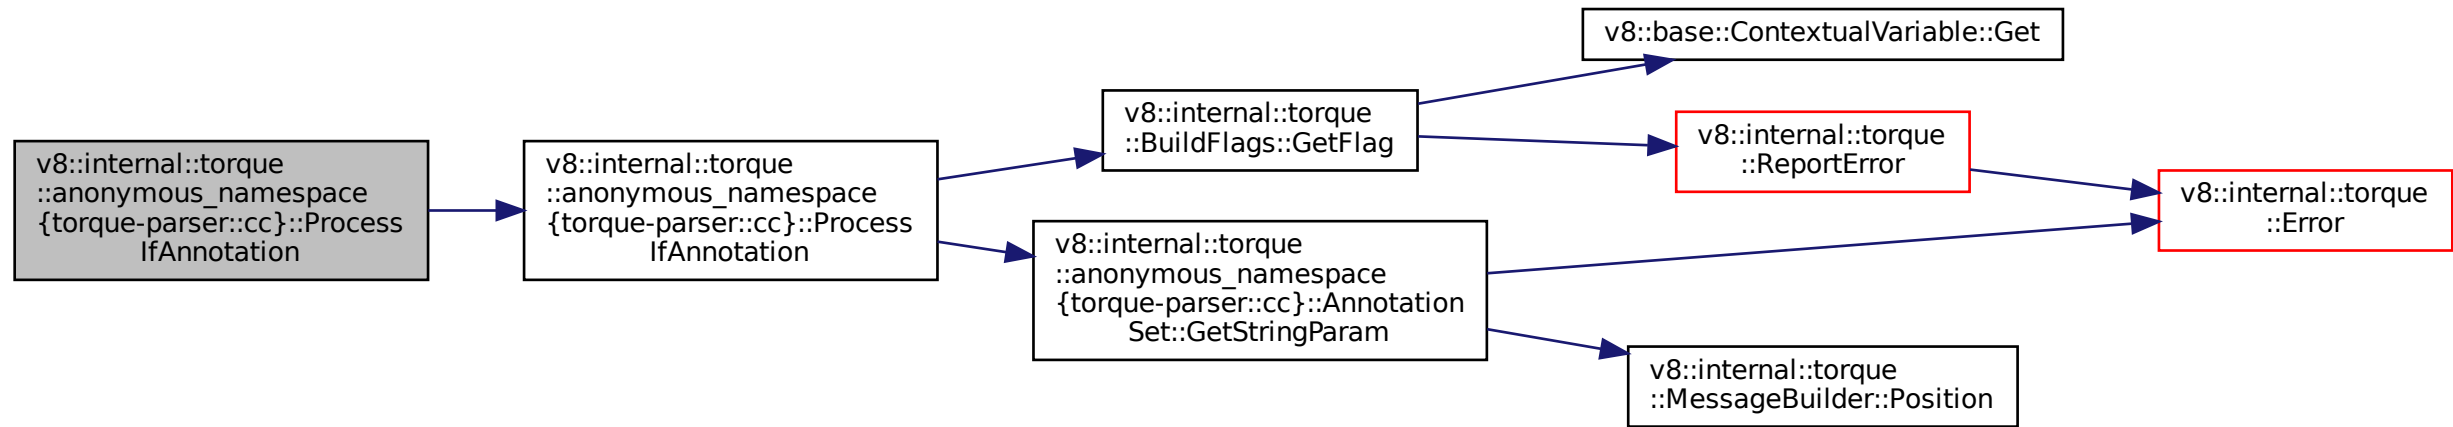 v8::internal::torque
::anonymous_namespace
{torque-parser::cc}::Process
IfAnnotation
v8::internal::torque
::anonymous_namespace
{torque-parser::cc}::Process
IfAnnotation
v8::internal::torque
::BuildFlags::GetFlag
v8::base::ContextualVariable::Get
v8::internal::torque
::ReportError
v8::internal::torque
::anonymous_namespace
{torque-parser::cc}::Annotation
Set::GetStringParam
v8::internal::torque
::Error
v8::internal::torque
::MessageBuilder::Position